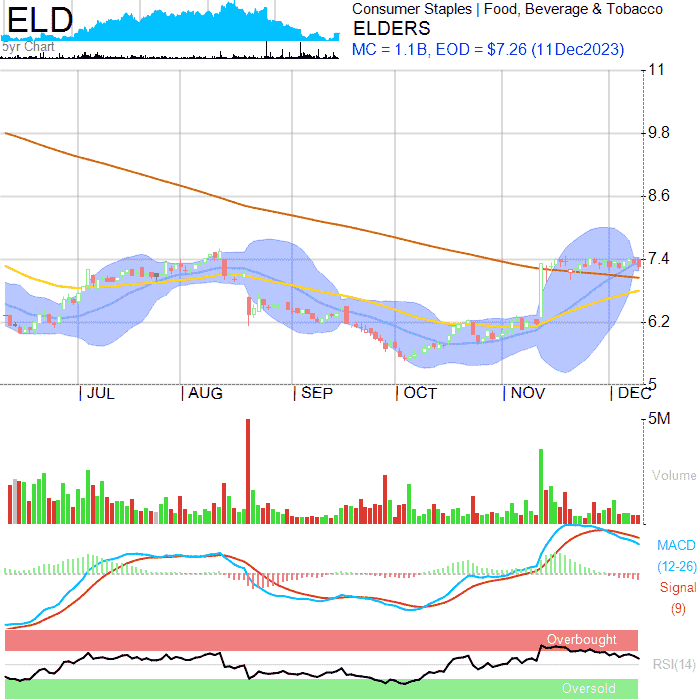 ELD
5yr Chart
Consumer Staples | Food, Beverage & Tobacco
ELDERS
MC = 1.1B, EOD = $7.26 (11Dec2023)
11
9.8
8.6
7.4
6.2
5
| JUL
| AUG
| SEP
| OCT
| NOV
| DEC
5M
Volume
MACD
(12-26)
Signal
(9)
Overbought
RSI(14)
Oversold